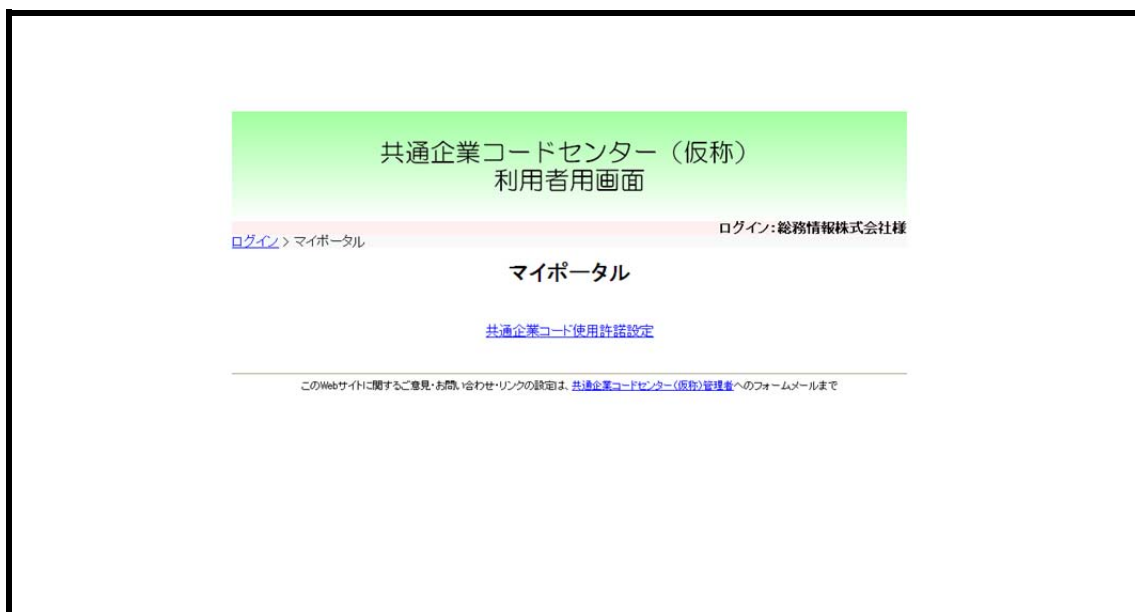 共通企業コードセンター（仮称）
利用者用画面
ログイン：総務情報株式会社様
ログイン > マイポータル
マイポータル
共通企業コード使用許諾設定
このWebサイトに関するご意見・お問い合わせ・リンクの設定は、共通企業コードセンター（仮称）管理者へのフォームメールまで